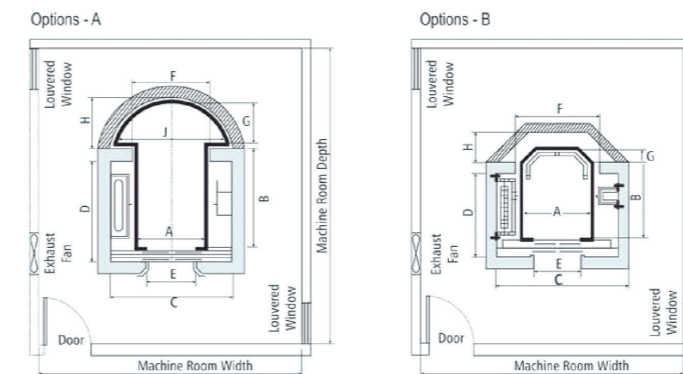 Options - A
Louvered
Window
F
H
G
J
D
B
A
Exhaust
Fan
E
C
Louvered
Window
Door
Machine Room Depth
Machine Room Width
Options - B
Louvered
Window
F
H
G
D
B
A
Exhaust
Fan
E
C
Louvered
Window
Door
Machine Room Width